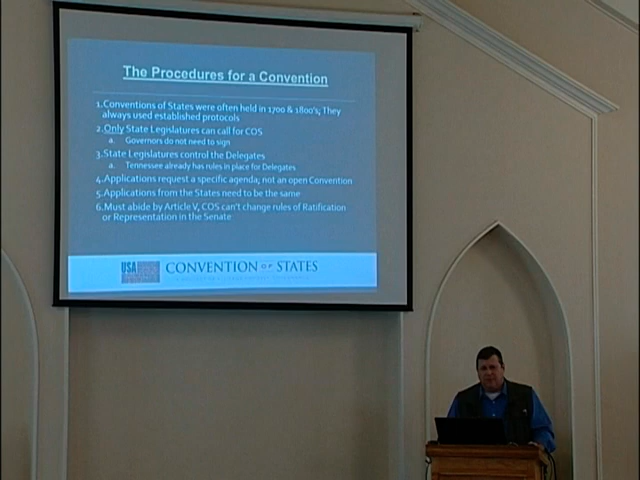 The Procedures for a Convention
1.Conventions of States were often held in 1700 & 1800's; They
always used established protocols
2.Only State Legislatures can call for COS
a. Governors do not need to sign
3.State Legislatures control the Delegates
a. Tennessee already has rules in place for Delegates
4.Applications request a specific agenda; not an open Convention
5.Applications from the States need to be the same
6.Must abide by Article V, COS can't change rules of Ratification
or Representation in the Senate
USA
CONVENTION OF STATES